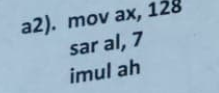 a2). mov ax, 128
sar al, 7
imul ah